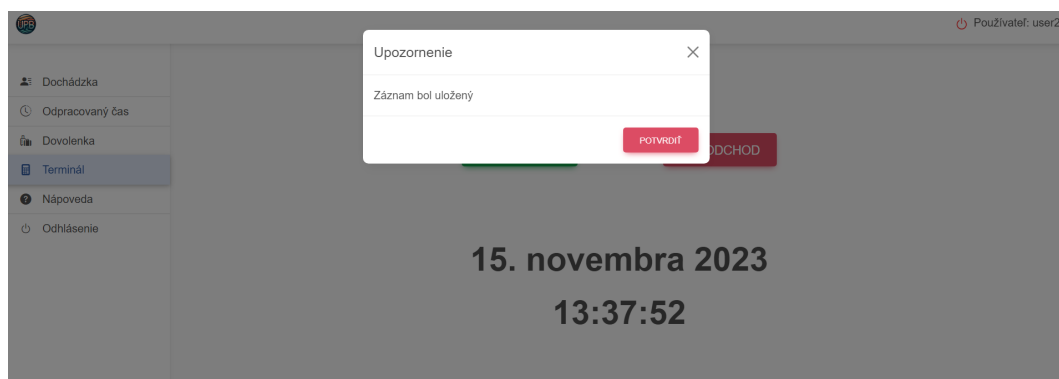 UPB
Používateľ: user2
Upozornenie
Záznam bol uložený
POTVRDIŤ
ODCHOD
Dochádzka
Odpracovaný čas
Dovolenka
Terminál
Nápoveda
Odhlásenie
15. novembra 2023
13:37:52